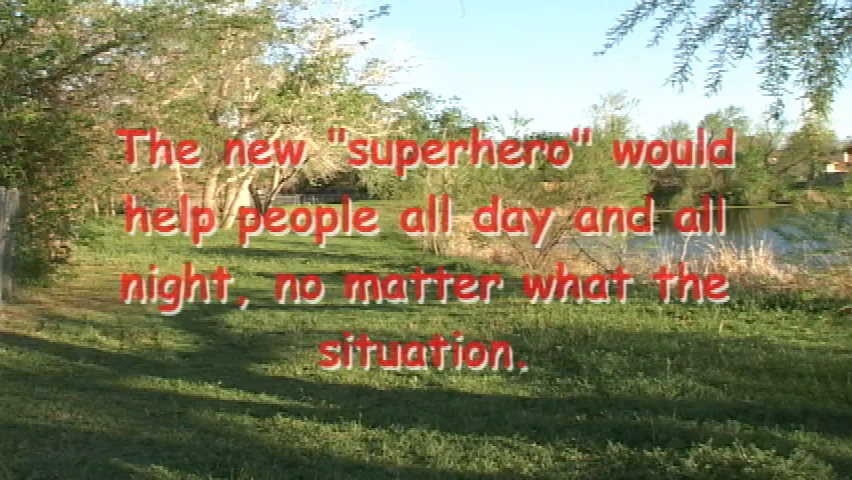 The new "superhero" would
help people all day and all
night, no matter what the
situation.